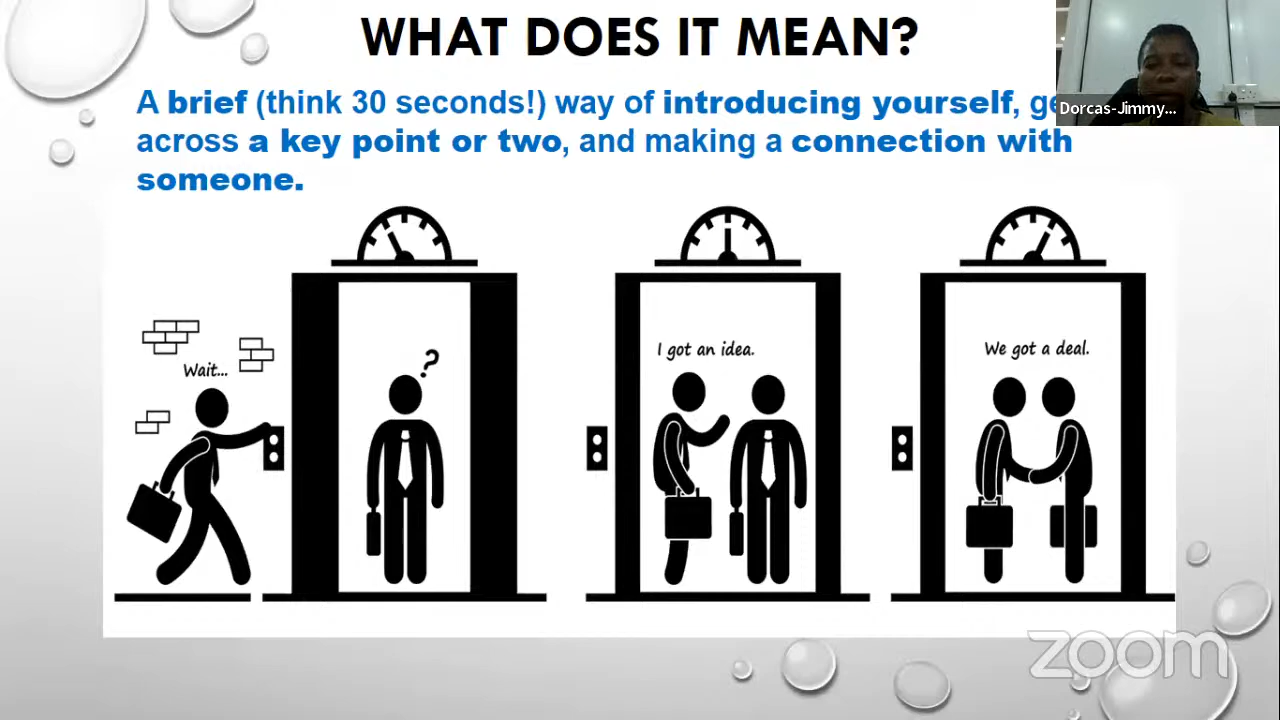 WHAT DOES IT MEAN?
A brief (think 30 seconds!) way of introducing yourself, ge
across a key point or two, and making a connection with
someone.
Dorcas-Jimmy...
Wait...
?
I got an idea.
We got a deal.
zoom